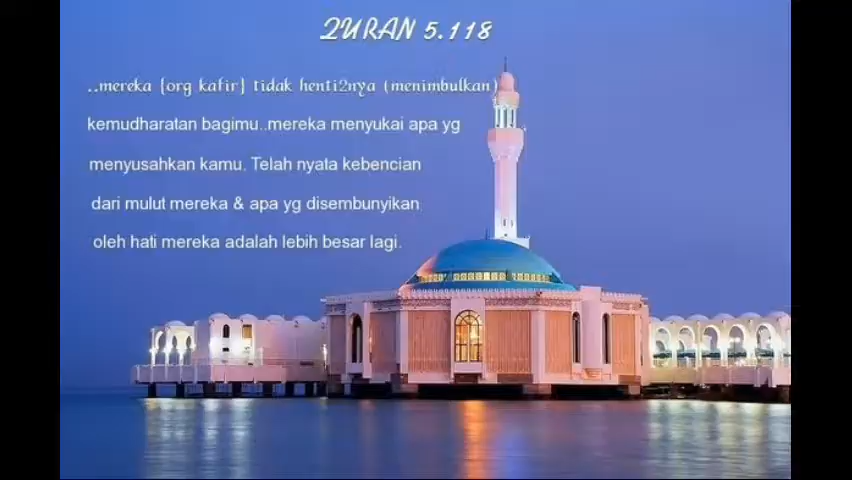 QURAN 5.118
..mereka [org kafir] tidak henti2nya (menimbulkan)
kemudharatan bagimu..mereka menyukai apa yg
menyusahkan kamu. Telah nyata kebencian
dari mulut mereka & apa yg disembunyikan
oleh hati mereka adalah lebih besar lagi.